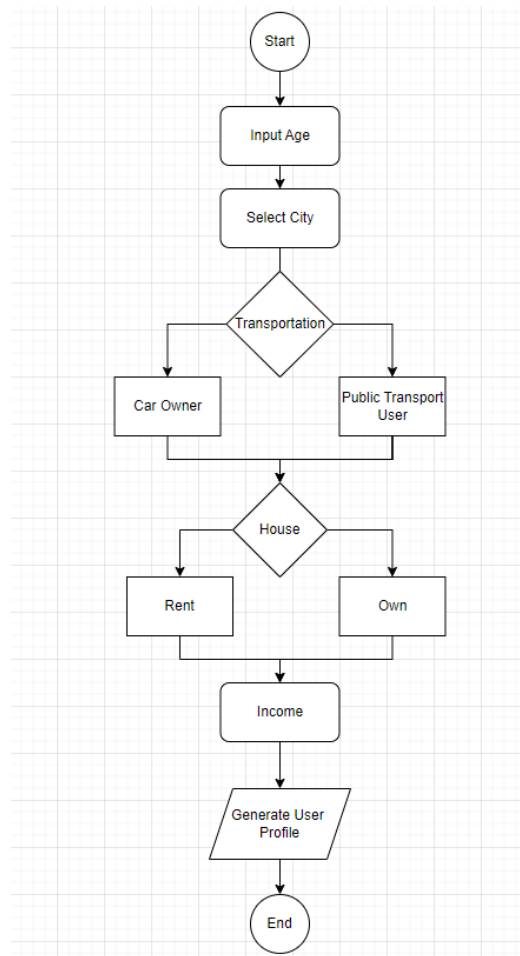 Start
Input Age
Select City
Transportation
Car Owner
Public Transport
User
House
Rent
Own
Income
Generate User
Profile
End